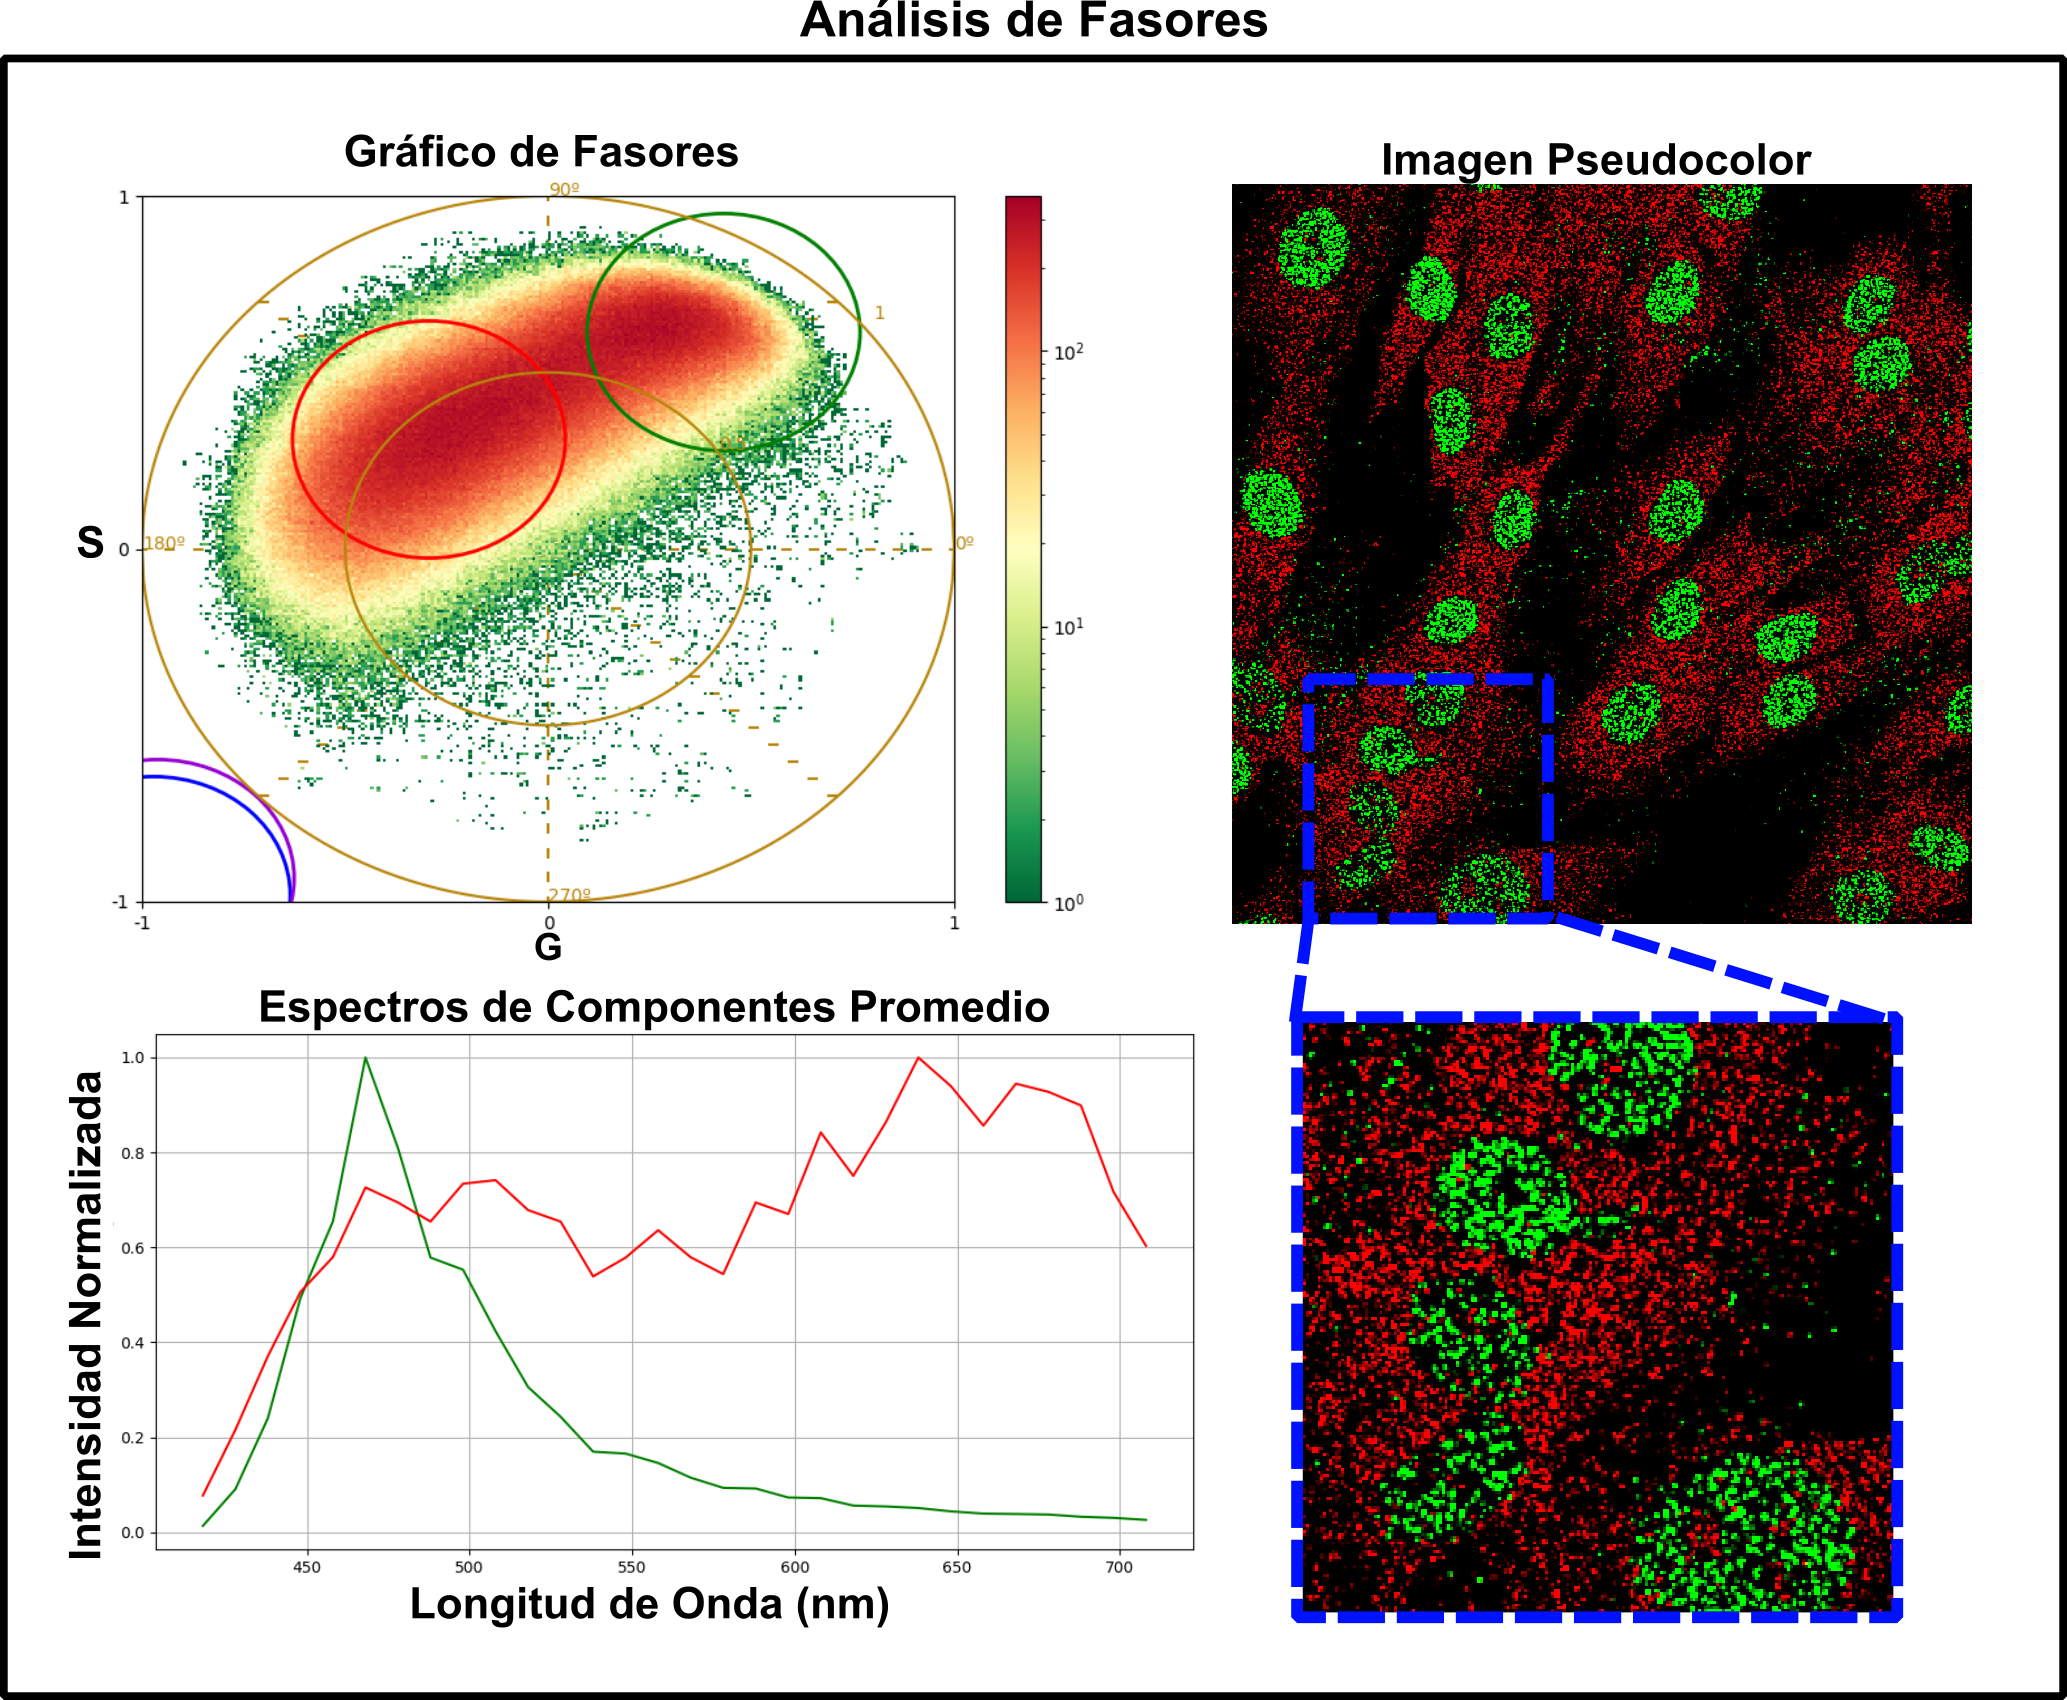 Análisis de Fasores
Gráfico de Fasores
90º
1
1
180º
0º
S
0
270º
-1
-1
0
1
G
10²
10¹
10⁰
Imagen Pseudocolor
Espectros de Componentes Promedio
Intensidad Normalizada
1.0
0.8
0.6
0.4
0.2
0.0
450
500
550
600
650
700
Longitud de Onda (nm)